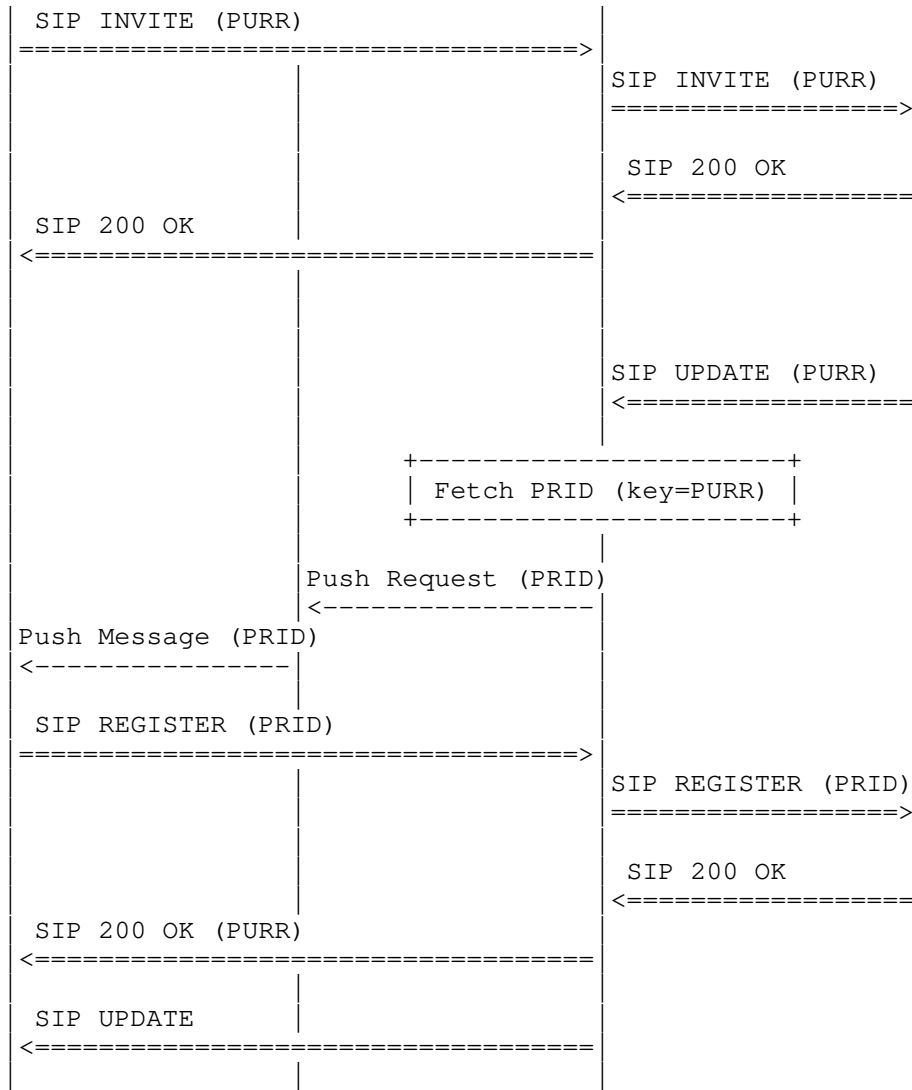 SIP INVITE (PURR)
SIP INVITE (PURR)
SIP 200 OK
SIP 200 OK
SIP UPDATE (PURR)
Fetch PRID (key=PURR)
Push Request (PRID)
Push Message (PRID)
SIP REGISTER (PRID)
SIP REGISTER (PRID)
SIP 200 OK
SIP 200 OK (PURR)
SIP UPDATE